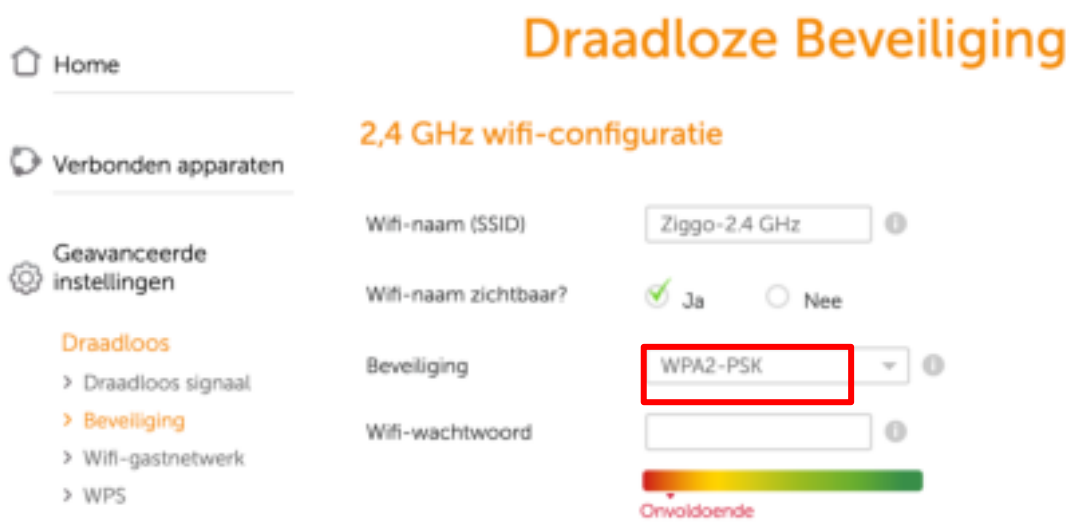 Draadloze Beveiliging
Home
Verbonden apparaten
Geavanceerde
instellingen
Draadloos
> Draadloos signaal
> Beveiliging
> Wifi-gastnetwerk
> WPS
2,4 GHz wifi-configuratie
Wifi-naam (SSID) Ziggo-2.4 GHz
Wifi-naam zichtbaar? Ja Nee
Beveiliging WPA2-PSK
Wifi-wachtwoord
Onvoldoende